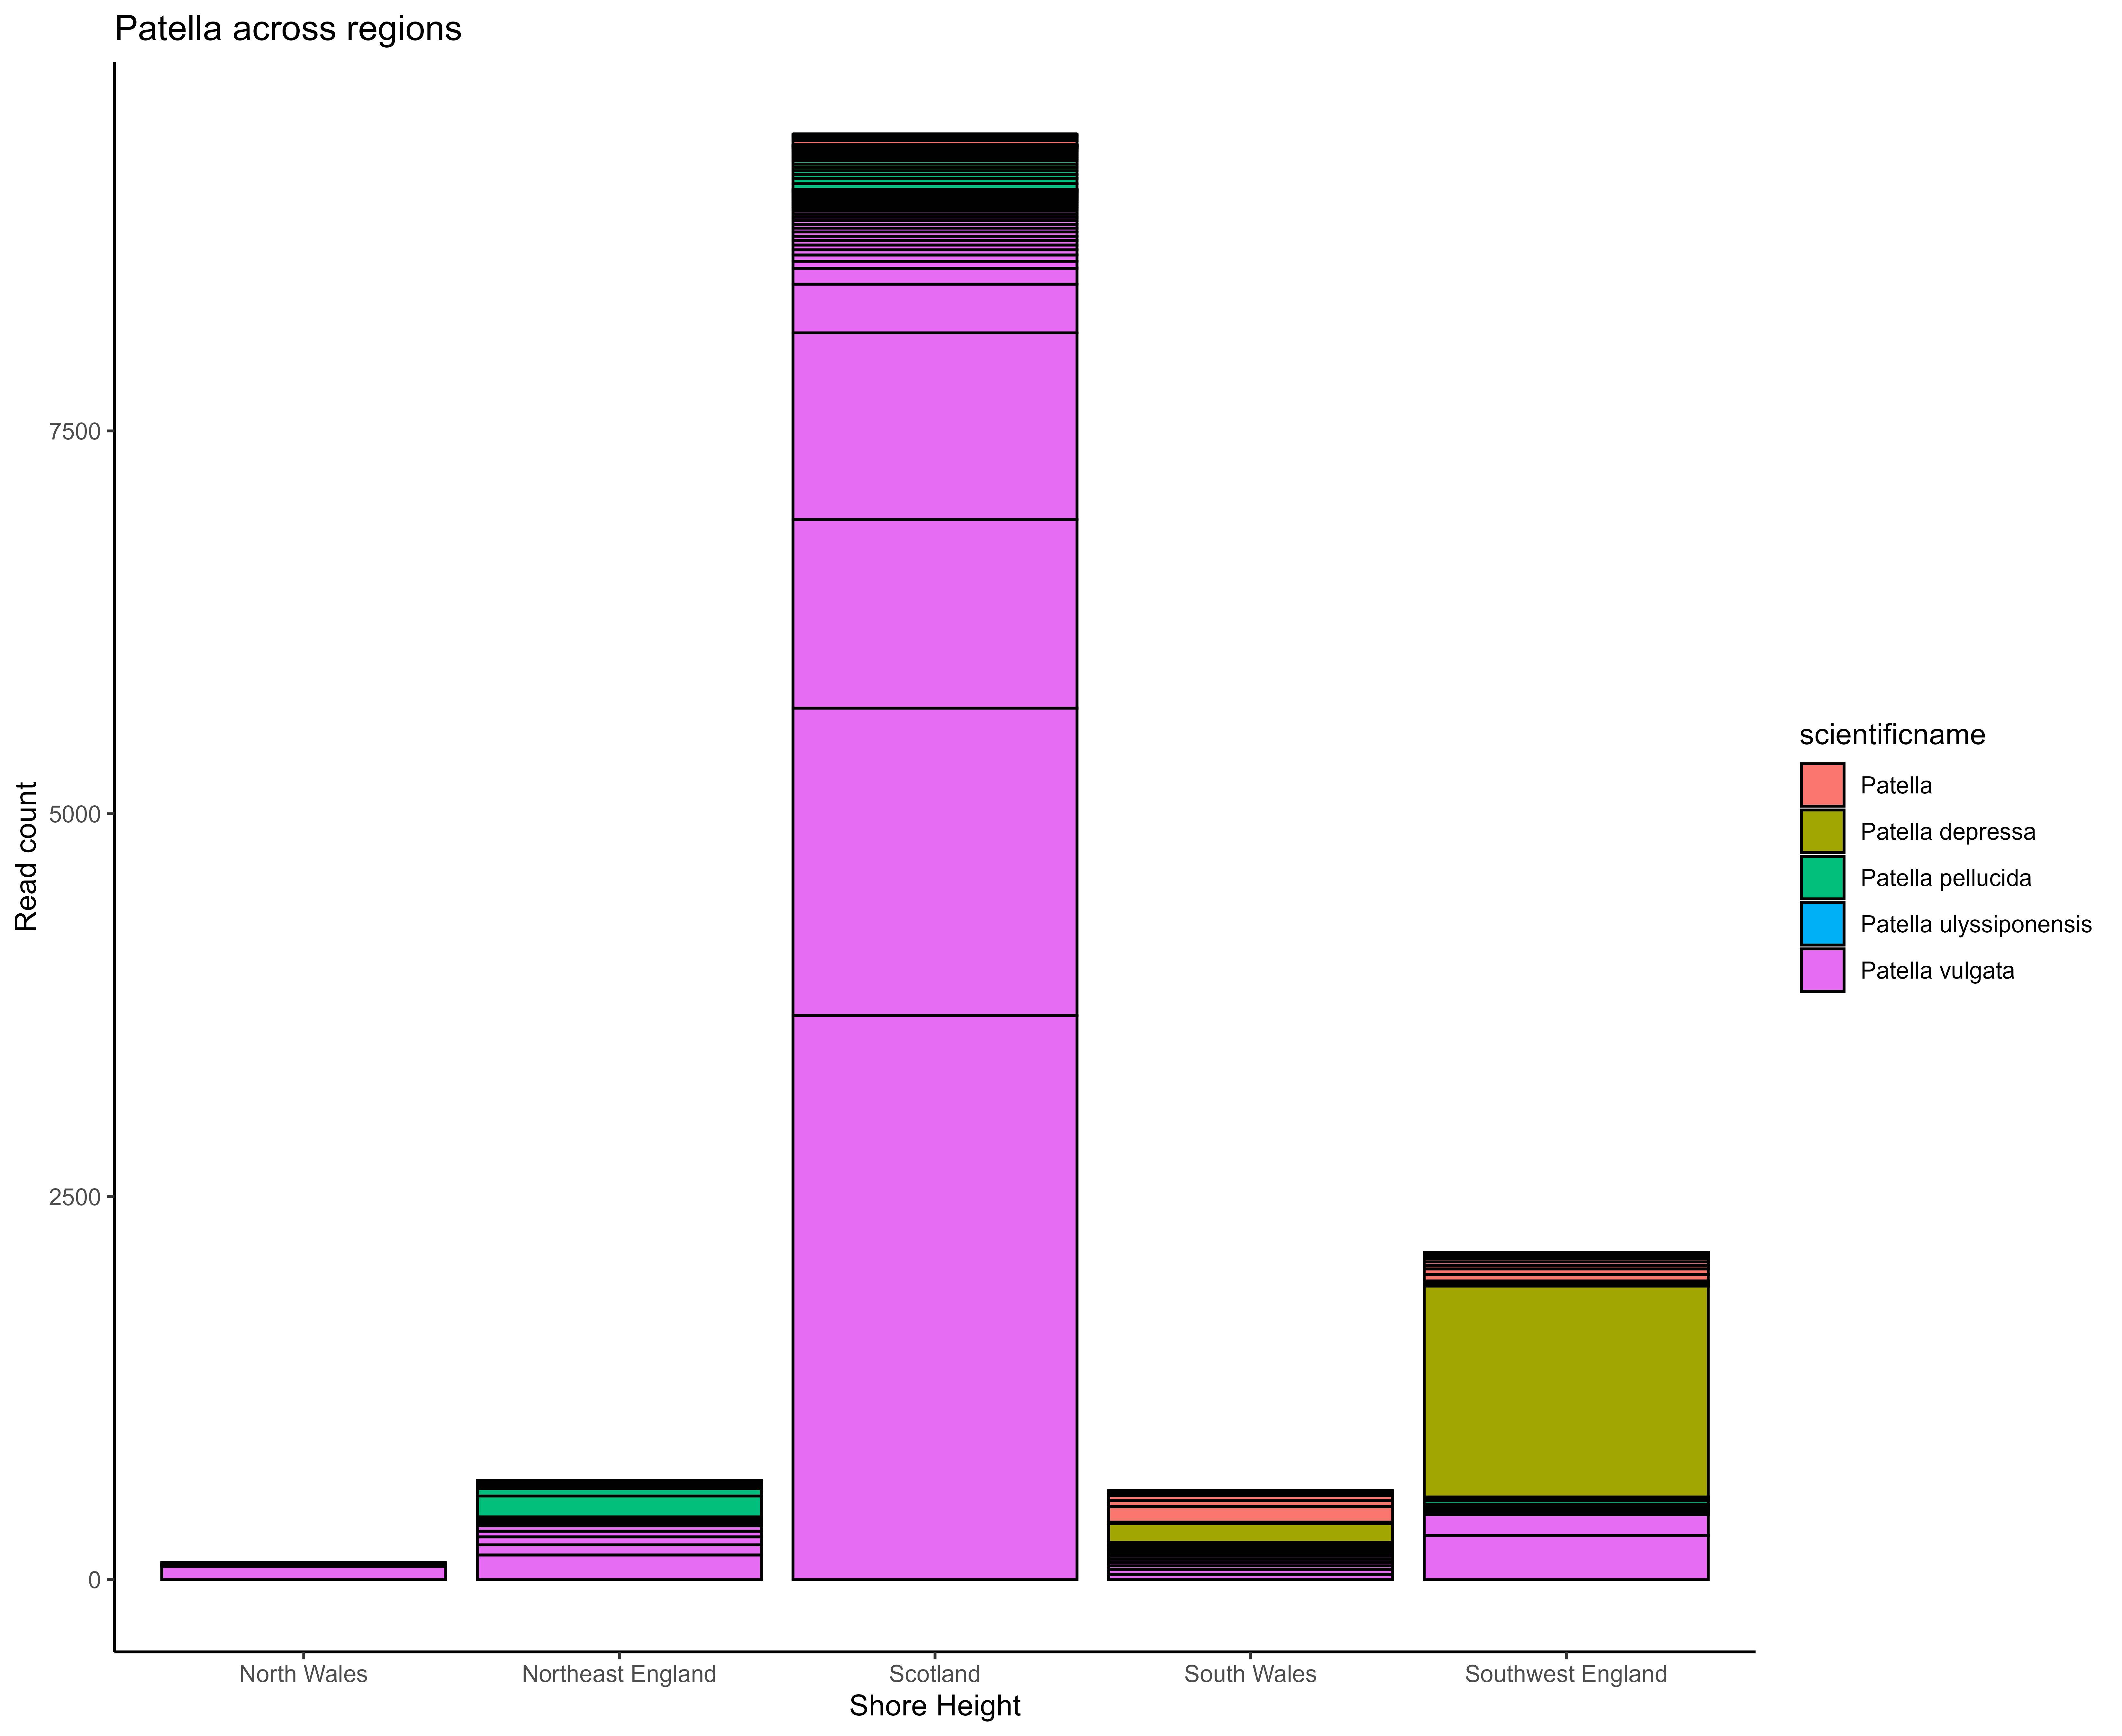 Patella across regions
Read count
7500
5000
2500
0
North Wales
Northeast England
Scotland
South Wales
Southwest England
Shore Height
scientificname
Patella
Patella depressa
Patella pellucida
Patella ulyssiponensis
Patella vulgata